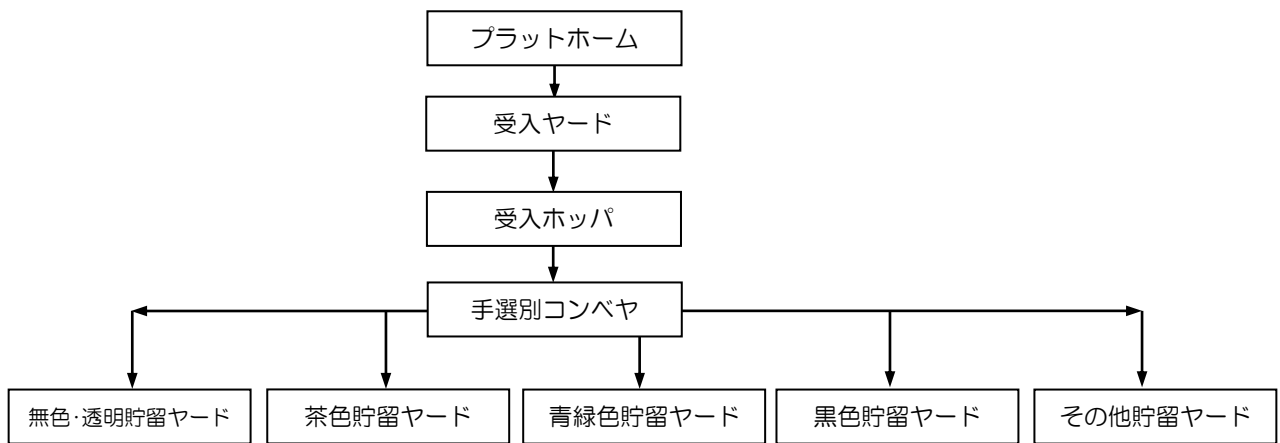 プラットホーム
受入ヤード
受入ホッパ
手選別コンベヤ
無色・透明貯留ヤード
茶色貯留ヤード
青緑色貯留ヤード
黒色貯留ヤード
その他貯留ヤード